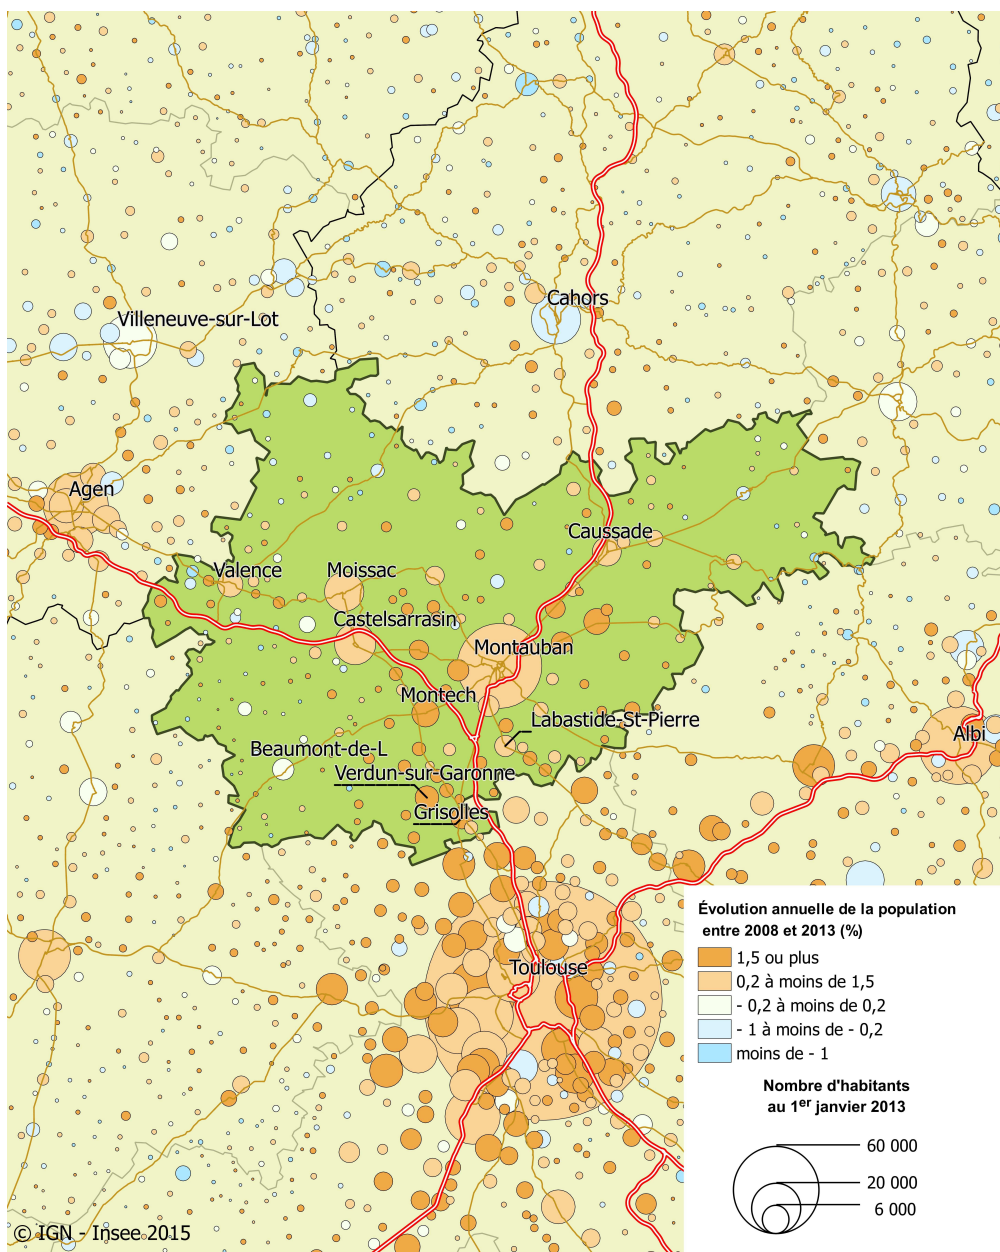 Cahors
Villeneuve-sur-Lot
Agen
Caussade
Valence
Moissac
Castelsarrasin
Montauban
Montech
Labastide-St-Pierre
Albi
Beaumont-de-L
Verdun-sur-Garonne
Grisolles
Toulouse
Évolution annuelle de la population
entre 2008 et 2013 (%)
1,5 ou plus
0,2 à moins de 1,5
- 0,2 à moins de 0,2
- 1 à moins de - 0,2
moins de - 1
Nombre d'habitants
au 1er janvier 2013
60 000
20 000
6 000
© IGN - Insee 2015